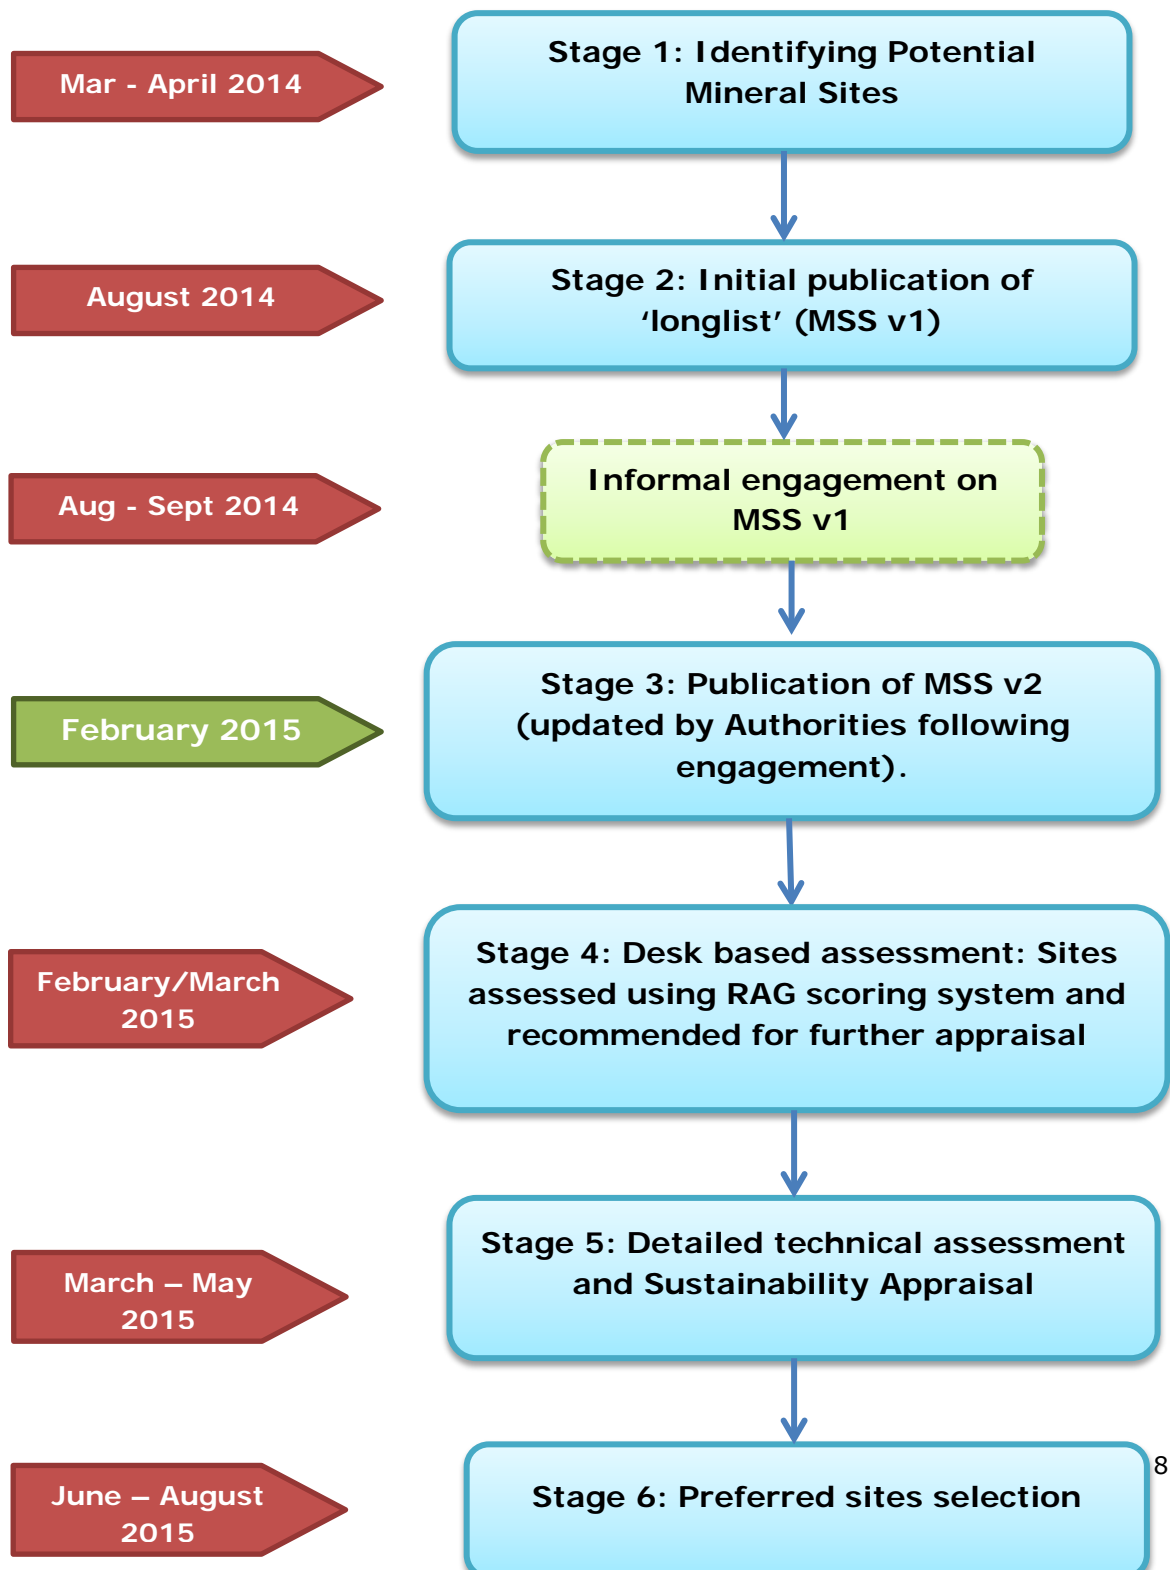 Mar - April 2014
Stage 1: Identifying Potential
Mineral Sites
August 2014
Stage 2: Initial publication of
‘longlist’ (MSS v1)
Aug - Sept 2014
Informal engagement on
MSS v1
February 2015
Stage 3: Publication of MSS v2
(updated by Authorities following
engagement).
February/March
2015
Stage 4: Desk based assessment: Sites
assessed using RAG scoring system and
recommended for further appraisal
March – May
2015
Stage 5: Detailed technical assessment
and Sustainability Appraisal
June – August
2015
Stage 6: Preferred sites selection
8